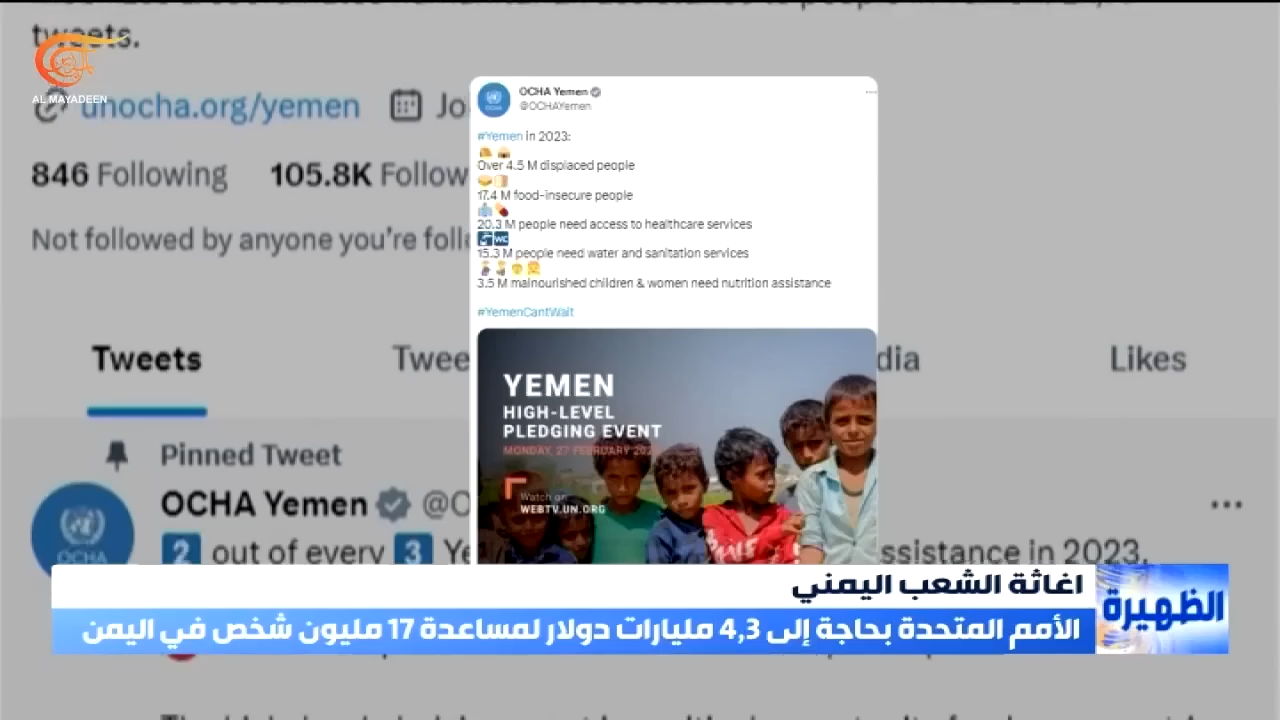 tweets.
AL MAYADEEN
unocha.org/yemen
846 Following 105.8K Follow
Not followed by anyone you're foll
Tweets Twee dia Likes
Pinned Tweet
OCHA Yemen @O
2 out of every 3 Ye ssistance in 2023.
OCHA
OCHA Yemen
@OCHAYemen
#Yemen in 2023:
Over 4.5 M displaced people
17.4 M food-insecure people
20.3 M people need access to healthcare services
15.3 M people need water and sanitation services
3.5 M malnourished children & women need nutrition assistance
#YemenCantWait
YEMEN
HIGH-LEVEL
PLEDGING EVENT
MONDAY, 27 FEBRUARY 202
Watch on
WEBTV.UN.ORG
اغاثة الشعب اليمني
الظهيرة
الأمم المتحدة بحاجة إلى 4,3 مليارات دولار لمساعدة 17 مليون شخص في اليمن